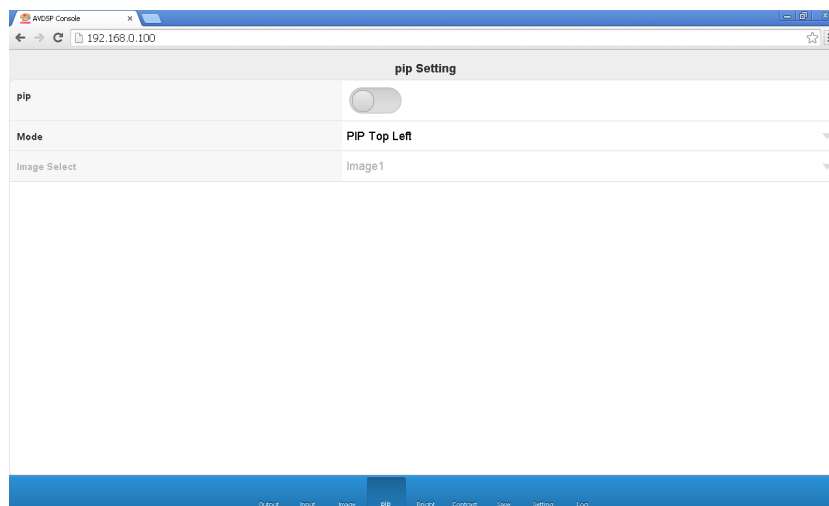 AVDSP Console
192.168.0.100
pip Setting
pip
Mode PIP Top Left
Image Select Image1
Output Input Image pip Bright Contrast Save Setting Log